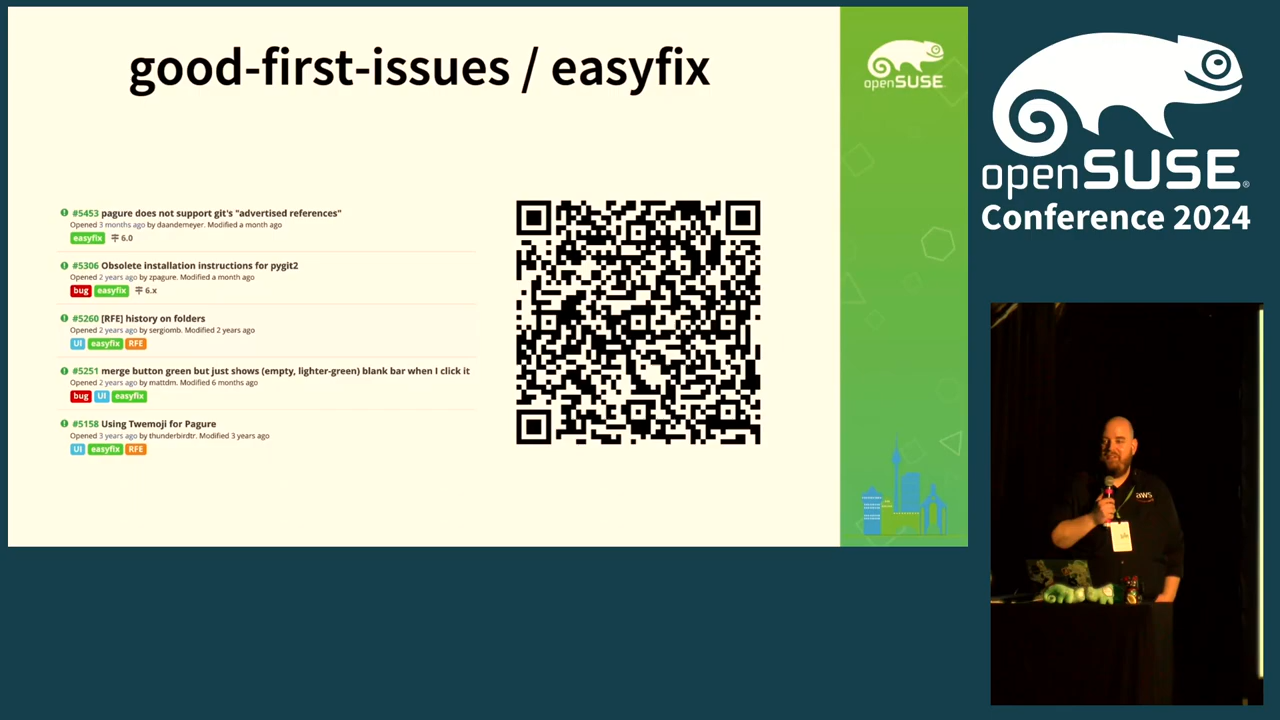 good-first-issues / easyfix
#5453 pagure does not support git's "advertised references"
Opened 3 months ago by daandemeyer. Modified a month ago
easyfix 6.0
#5306 Obsolete installation instructions for pygit2
Opened 2 years ago by zpagure. Modified a month ago
bug easyfix 6.x
#5260 [RFE] history on folders
Opened 2 years ago by sergiomb. Modified 2 years ago
UI easyfix RFE
#5251 merge button green but just shows (empty, lighter-green) blank bar when I click it
Opened 2 years ago by mattdm. Modified 6 months ago
bug UI easyfix
#5158 Using Twemoji for Pagure
Opened 3 years ago by thunderbirdtr. Modified 3 years ago
UI easyfix RFE
openSUSE
openSUSE®
Conference 2024
aws